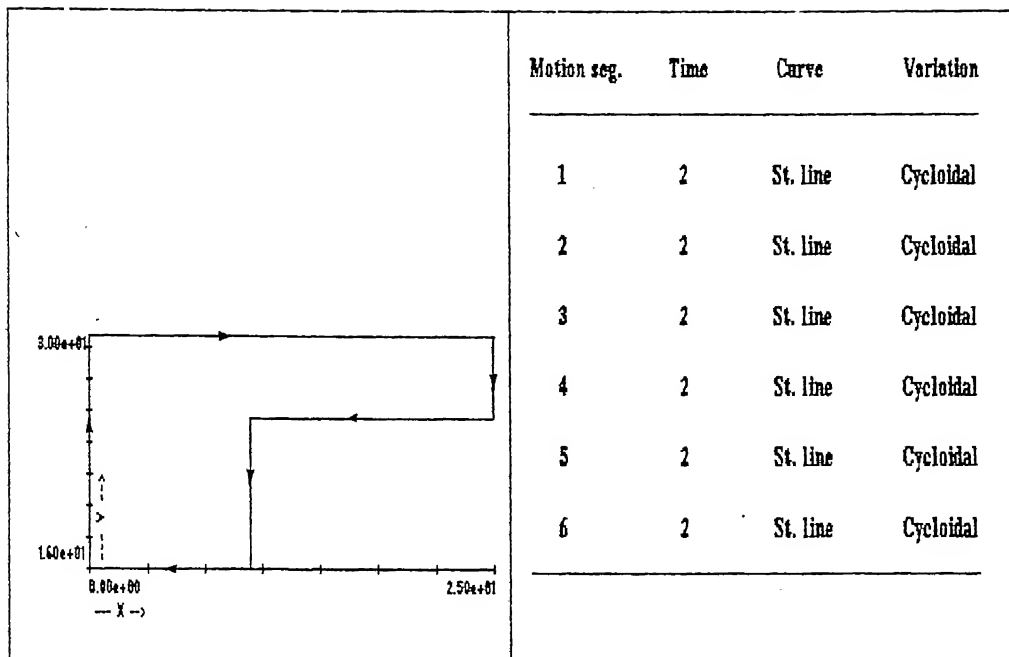 Motion seg. Time Curve Variation
1 2 St. line Cycloidal
2 2 St. line Cycloidal
3 2 St. line Cycloidal
4 2 St. line Cycloidal
5 2 St. line Cycloidal
6 2 St. line Cycloidal
3.00e+01
--- Y --->
1.60e+01
0.00e+00 2.50e+01
--- X -->